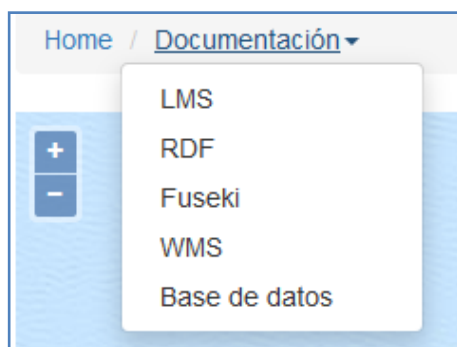 Home / Documentación
LMS
RDF
+
-
Fuseki
WMS
Base de datos